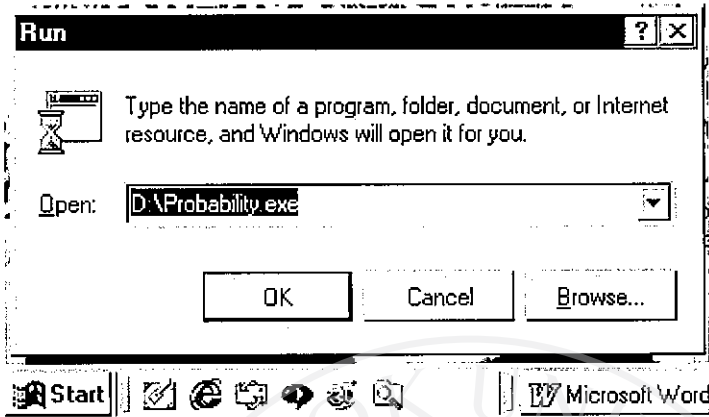 Run
Type the name of a program, folder, document, or Internet
resource, and Windows will open it for you.
Open: D:\Probability.exe
OK Cancel Browse...
Start Microsoft Word